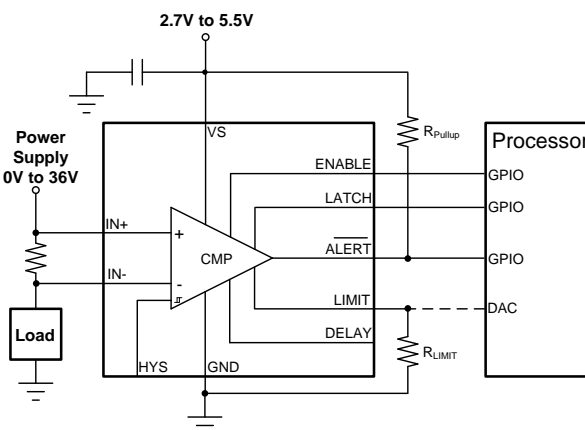 2.7V to 5.5V
Power
Supply
0V to 36V
VS
RPullup
Processor
ENABLE
GPIO
LATCH
GPIO
IN+
+
CMP
ALERT
GPIO
IN-
-
LIMIT
DAC
Load
DELAY
RLIMIT
HYS
GND